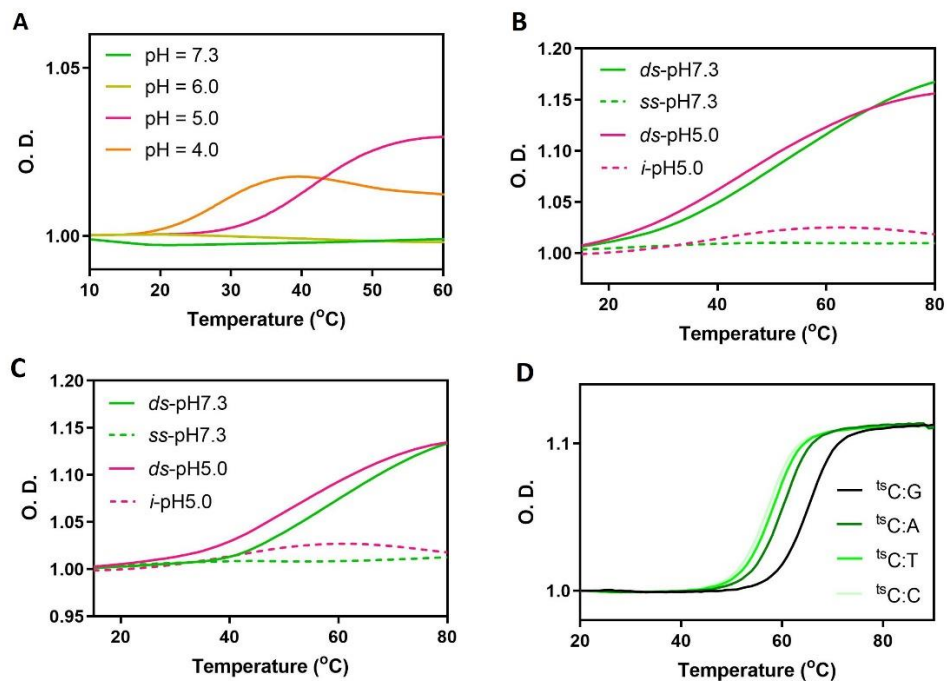 A
1.05
1.00
O. D.
pH = 7.3
pH = 6.0
pH = 5.0
pH = 4.0
10 20 30 40 50 60
Temperature (°C)
B
1.20
1.15
1.10
1.05
1.00
O. D.
ds-pH7.3
ss-pH7.3
ds-pH5.0
i-pH5.0
20 40 60 80
Temperature (°C)
C
1.20
1.15
1.10
1.05
1.00
0.95
O. D.
ds-pH7.3
ss-pH7.3
ds-pH5.0
i-pH5.0
20 40 60 80
Temperature (°C)
D
1.1
1.0
O. D.
tsC:G
tsC:A
tsC:T
tsC:C
20 40 60 80
Temperature (°C)